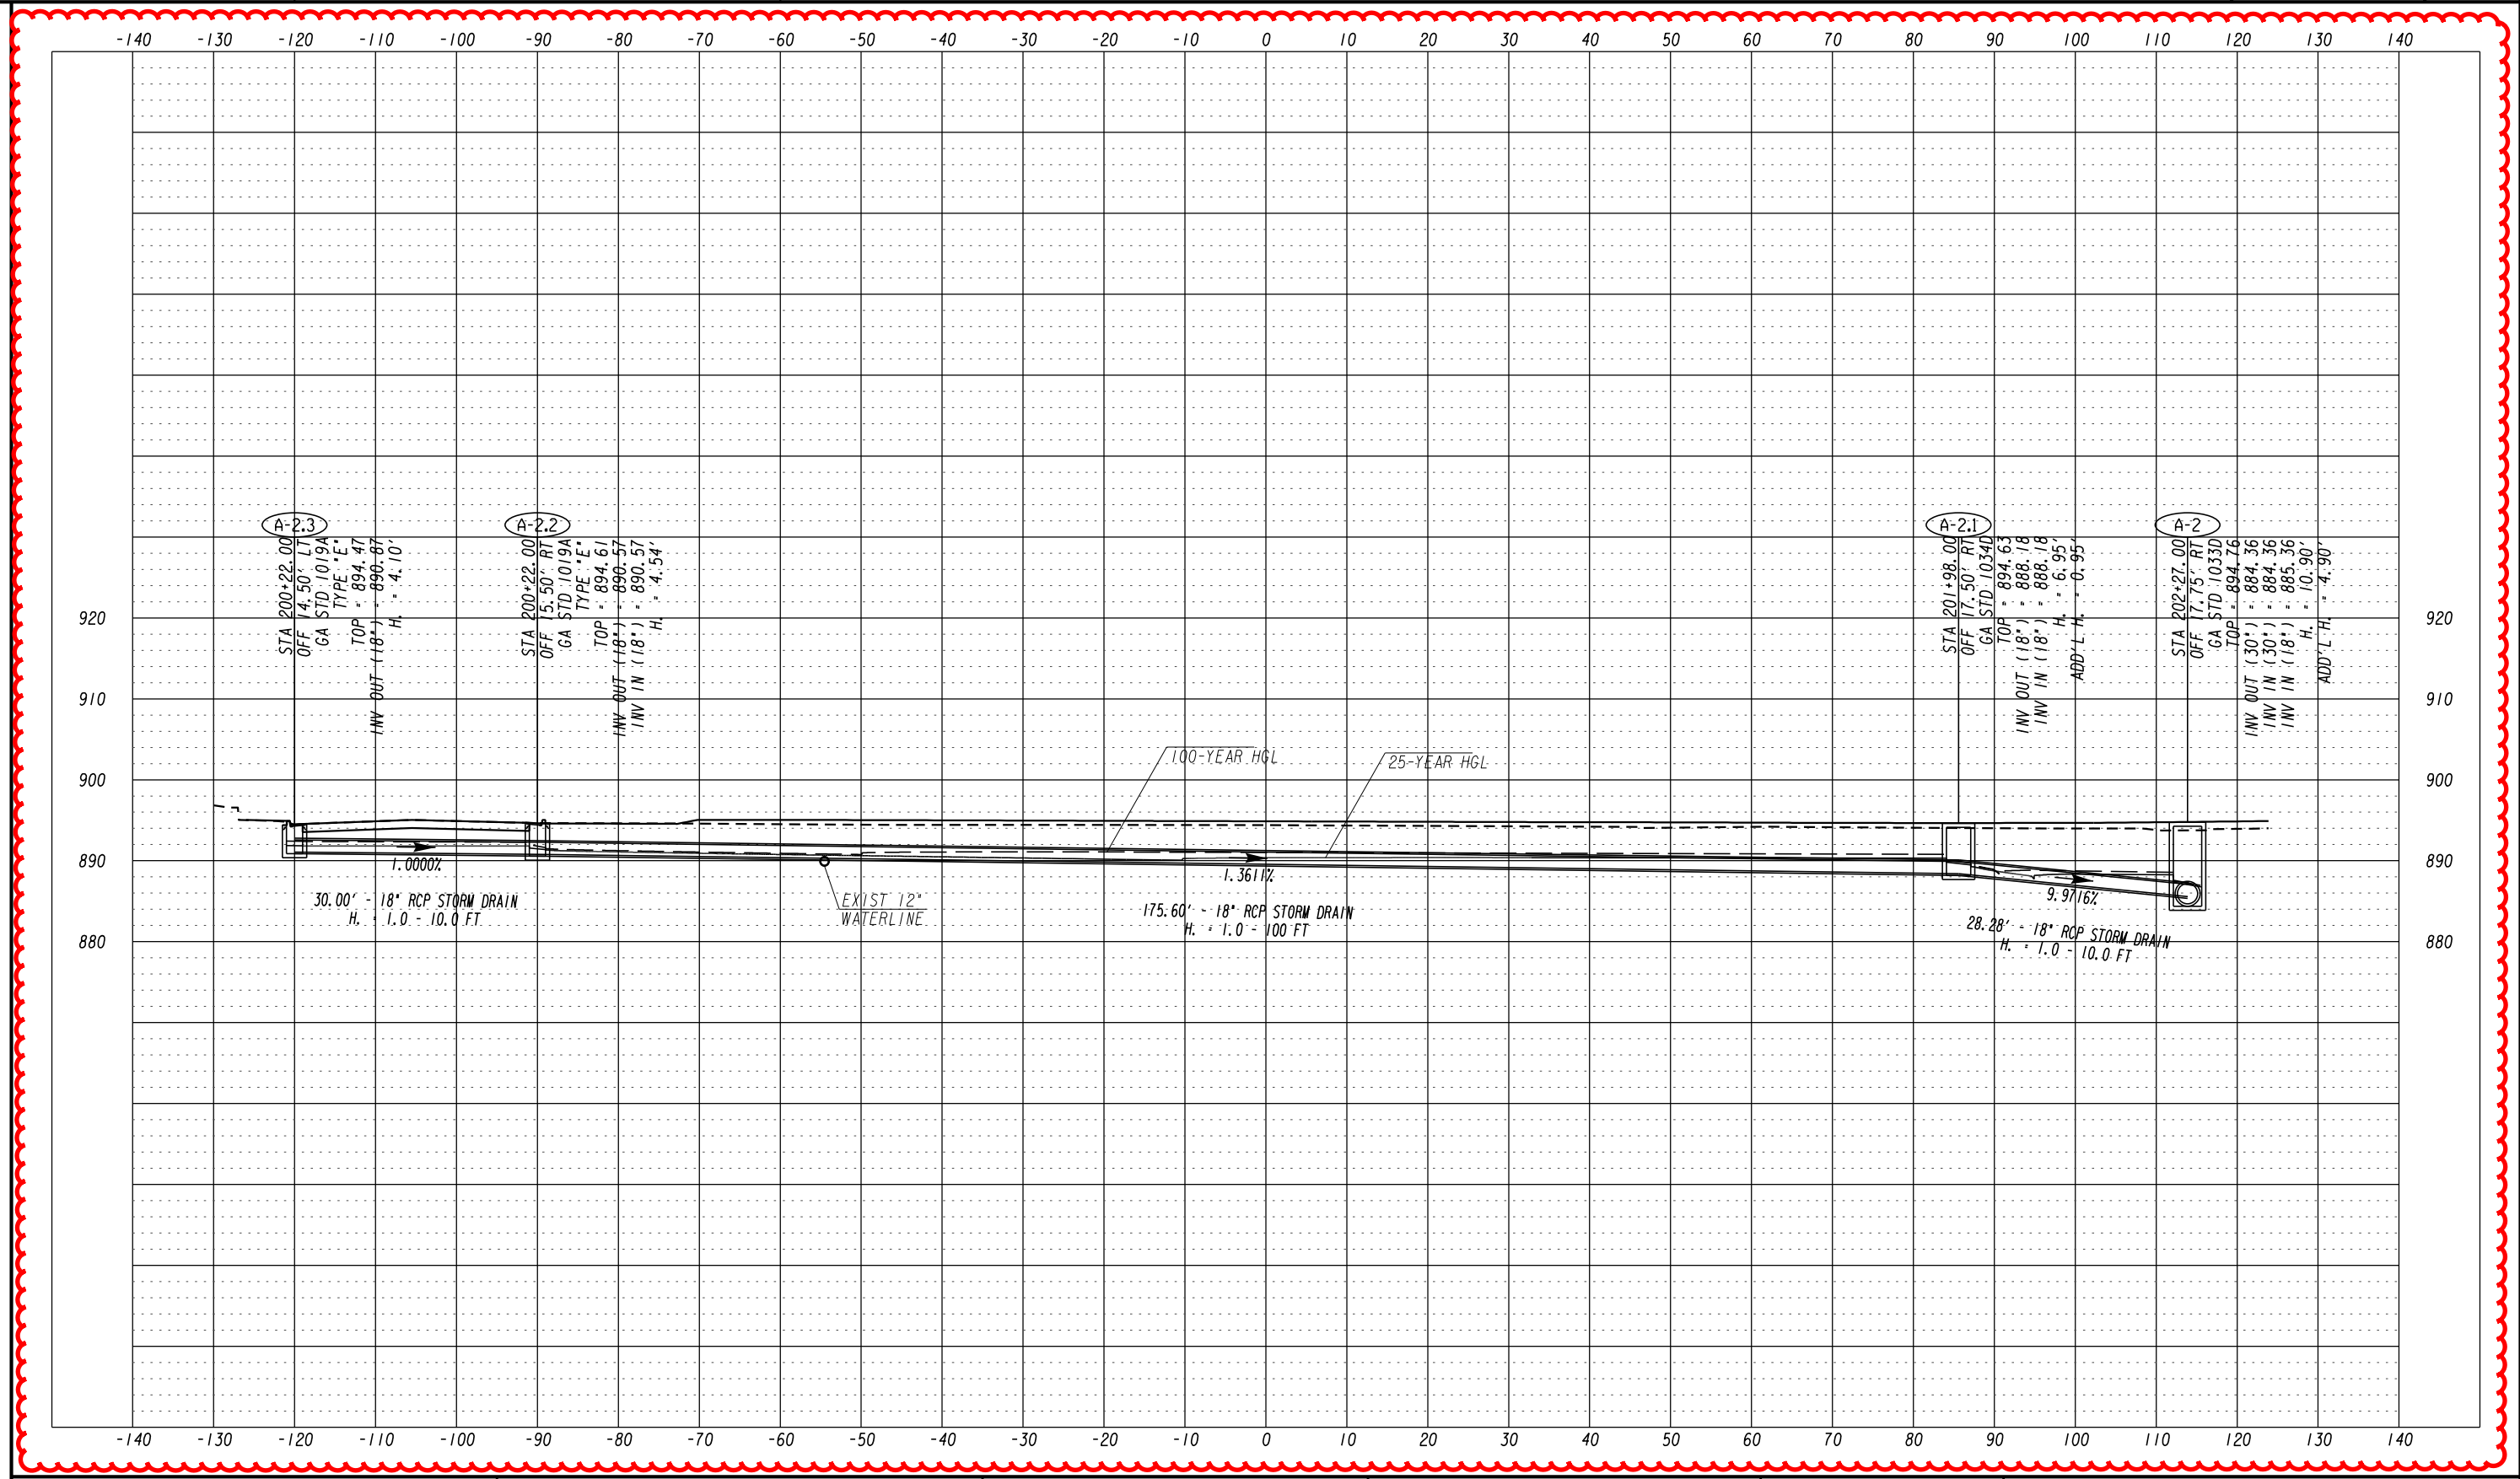 -140 -130 -120 -110 -100 -90 -80 -70 -60 -50 -40 -30 -20 -10 0 10 20 30 40 50 60 70 80 90 100 110 120 130 140
A-2.3
STA 200+22.00
OFF 14.50' LT
GA STD 1019A
TYPE "E"
TOP = 894.47
INV OUT (18") = 890.87
H. = 4.10'
A-2.2
STA 200+22.00
OFF 15.50' RT
GA STD 1019A
TYPE "E"
TOP = 894.61
INV OUT (18") = 890.57
INV IN (18") = 890.57
H. = 4.54'
A-2.1
STA 201+98.00
OFF 17.50' RT
GA STD 1034D
TOP = 894.63
INV OUT (18") = 888.18
INV IN (18") = 888.18
H. = 6.95'
ADD'L H. = 0.95'
A-2
STA 202+27.00
OFF 17.75' RT
GA STD 1033D
TOP = 894.76
INV OUT (30") = 884.36
INV IN (30") = 884.36
INV IN (18") = 885.36
H. = 10.90'
ADD'L H. = 4.90'
920 920
910 910
900 900
890 890
880 880
100-YEAR HGL
25-YEAR HGL
1.0000%
30.00' - 18" RCP STORM DRAIN
H. = 1.0 - 10.0 FT
EXIST 12"
WATERLINE
1.3611%
175.60' - 18" RCP STORM DRAIN
H. = 1.0 - 100 FT
9.9716%
28.28' - 18" RCP STORM DRAIN
H. = 1.0 - 10.0 FT
-140 -130 -120 -110 -100 -90 -80 -70 -60 -50 -40 -30 -20 -10 0 10 20 30 40 50 60 70 80 90 100 110 120 130 140